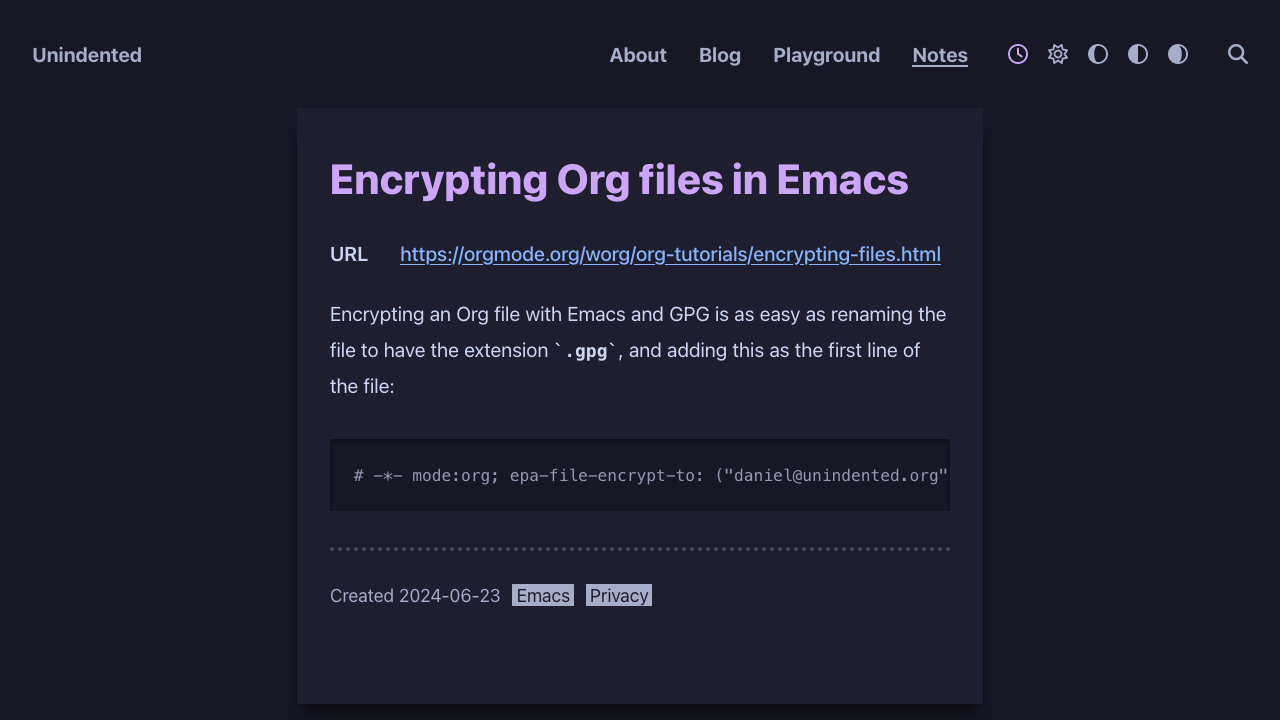 Unindented
About Blog Playground Notes
Encrypting Org files in Emacs
URL https://orgmode.org/worg/org-tutorials/encrypting-files.html
Encrypting an Org file with Emacs and GPG is as easy as renaming the
file to have the extension `.gpg`, and adding this as the first line of
the file:
# -*- mode:org; epa-file-encrypt-to: ("daniel@unindented.org"
Created 2024-06-23 Emacs Privacy